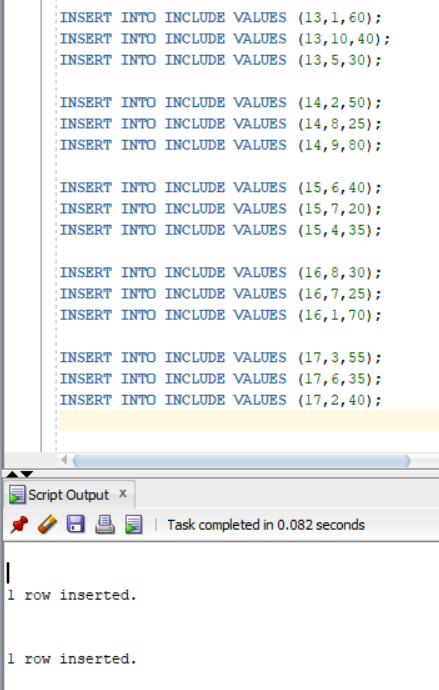 INSERT INTO INCLUDE VALUES (13,1,60);
INSERT INTO INCLUDE VALUES (13,10,40);
INSERT INTO INCLUDE VALUES (13,5,30);
INSERT INTO INCLUDE VALUES (14,2,50);
INSERT INTO INCLUDE VALUES (14,8,25);
INSERT INTO INCLUDE VALUES (14,9,80);
INSERT INTO INCLUDE VALUES (15,6,40);
INSERT INTO INCLUDE VALUES (15,7,20);
INSERT INTO INCLUDE VALUES (15,4,35);
INSERT INTO INCLUDE VALUES (16,8,30);
INSERT INTO INCLUDE VALUES (16,7,25);
INSERT INTO INCLUDE VALUES (16,1,70);
INSERT INTO INCLUDE VALUES (17,3,55);
INSERT INTO INCLUDE VALUES (17,6,35);
INSERT INTO INCLUDE VALUES (17,2,40);
Script Output x
Task completed in 0.082 seconds
1 row inserted.
1 row inserted.